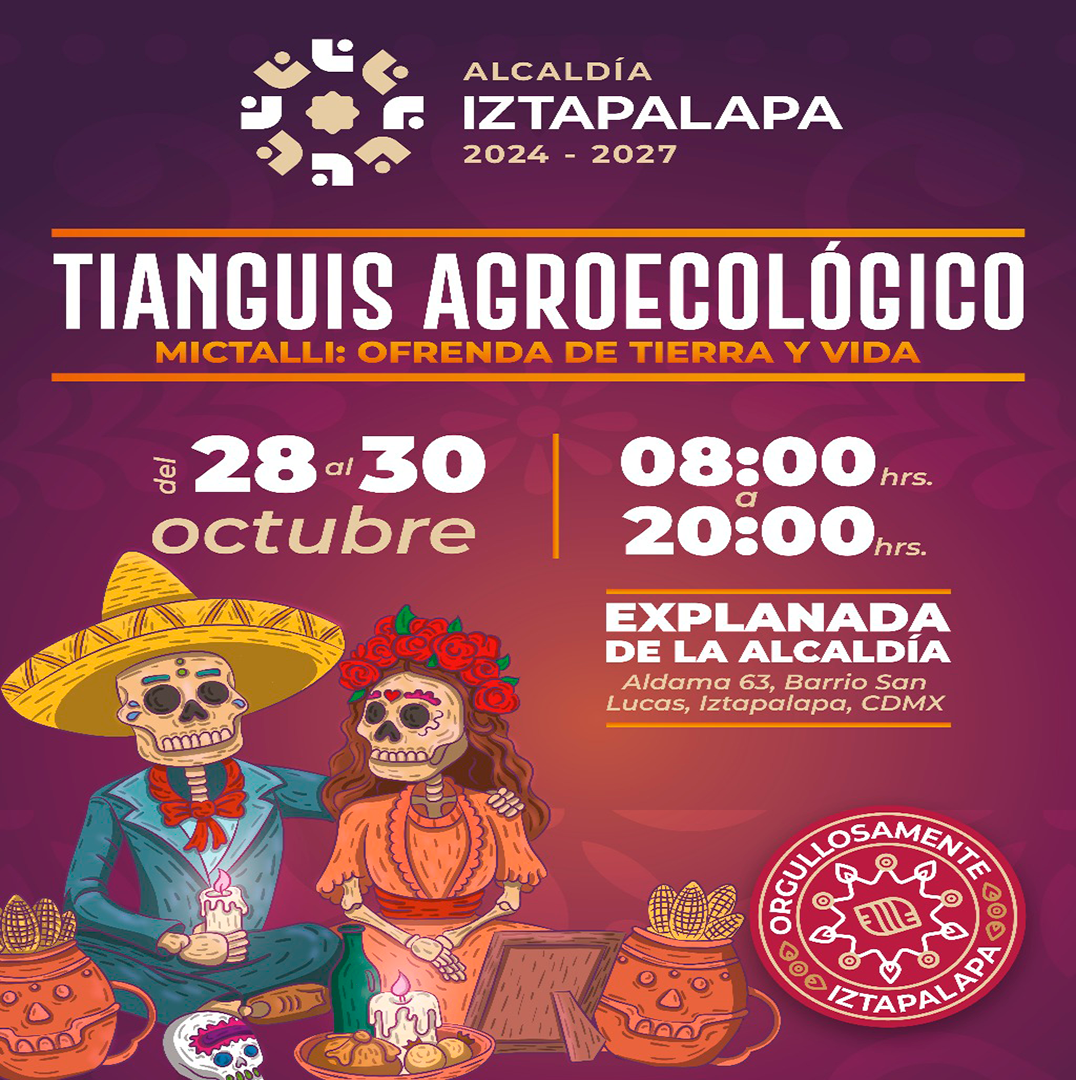 ALCALDÍA
IZTAPALAPA
2024 - 2027
TIANGUIS AGROECOLÓGICO
MICTALLI: OFRENDA DE TIERRA Y VIDA
del 28 al 30
octubre
08:00 hrs.
a
20:00 hrs.
EXPLANADA
DE LA ALCALDÍA
Aldama 63, Barrio San
Lucas, Iztapalapa, CDMX
ORGULLOSAMENTE
IZTAPALAPA